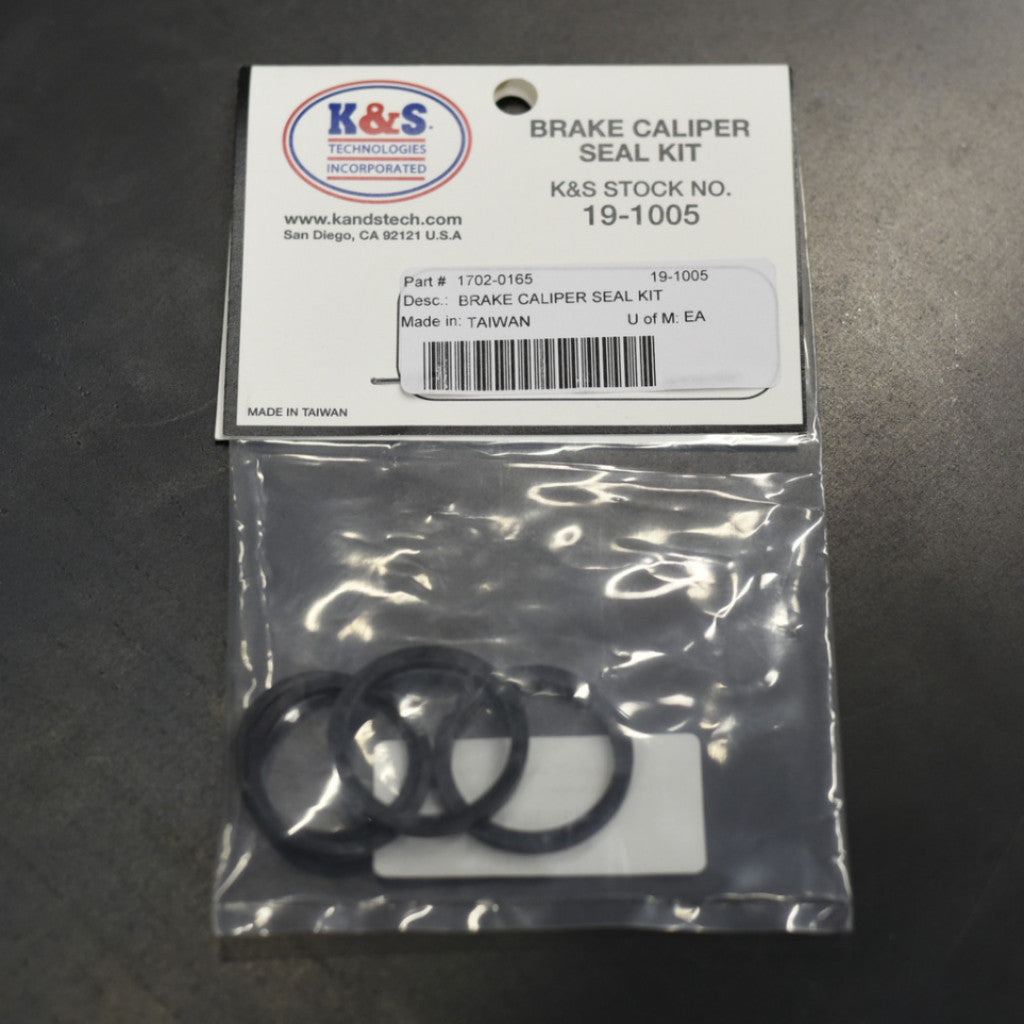 K&S
TECHNOLOGIES
INCORPORATED
www.kandstech.com
San Diego, CA 92121 U.S.A
BRAKE CALIPER
SEAL KIT
K&S STOCK NO.
19-1005
Part # 1702-0165 19-1005
Desc.: BRAKE CALIPER SEAL KIT
Made in: TAIWAN U of M: EA
MADE IN TAIWAN